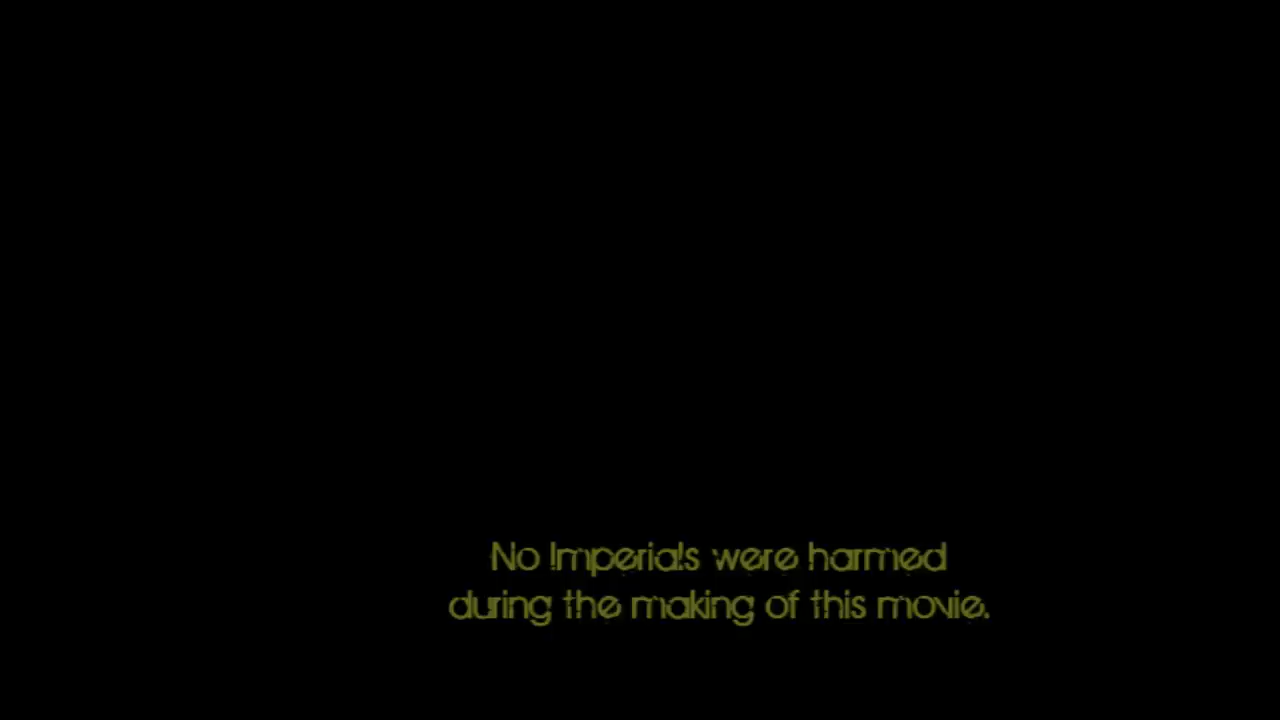 No Imperials were harmed
during the making of this movie.